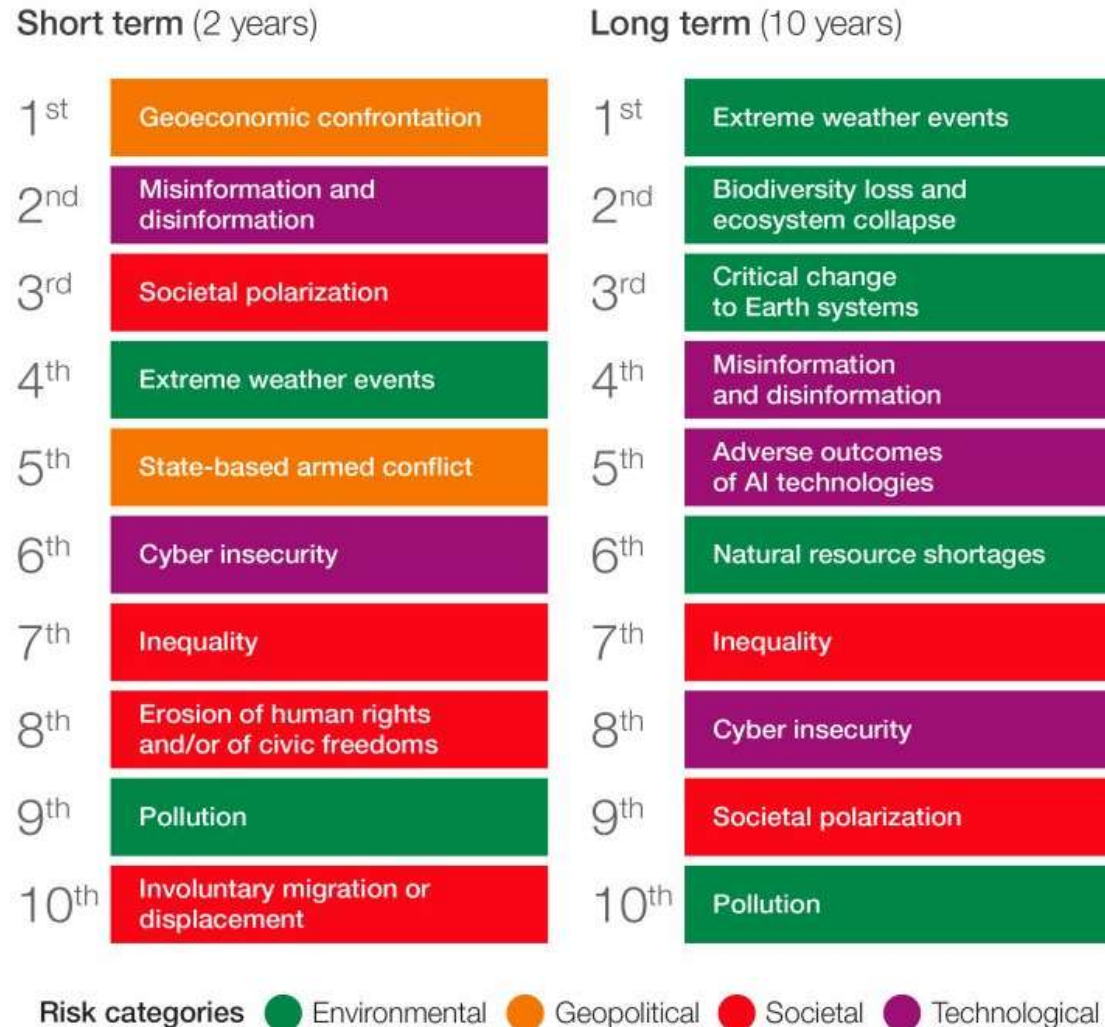 Short term (2 years)
1st
Geoeconomic confrontation
2nd
Misinformation and
disinformation
3rd
Societal polarization
4th
Extreme weather events
5th
State-based armed conflict
6th
Cyber insecurity
7th
Inequality
8th
Erosion of human rights
and/or of civic freedoms
9th
Pollution
10th
Involuntary migration or
displacement
Long term (10 years)
1st
Extreme weather events
2nd
Biodiversity loss and
ecosystem collapse
3rd
Critical change
to Earth systems
4th
Misinformation
and disinformation
5th
Adverse outcomes
of AI technologies
6th
Natural resource shortages
7th
Inequality
8th
Cyber insecurity
9th
Societal polarization
10th
Pollution
Risk categories Environmental Geopolitical Societal Technological